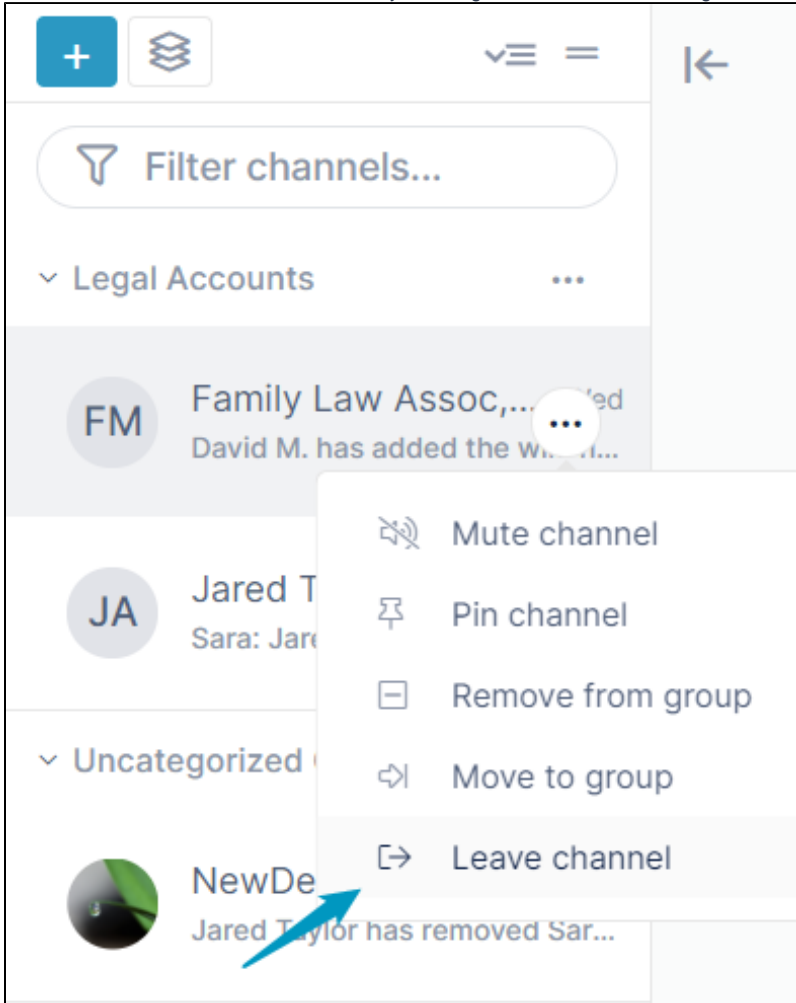 +
Filter channels...
Legal Accounts
...
FM
Family Law Assoc,...
David M. has added the
...
Mute channel
JA
Jared T
Pin channel
Sara:
Remove from group
Uncategorized
Move to group
Leave channel
NewDe
Jared Taylor has removed Sar...